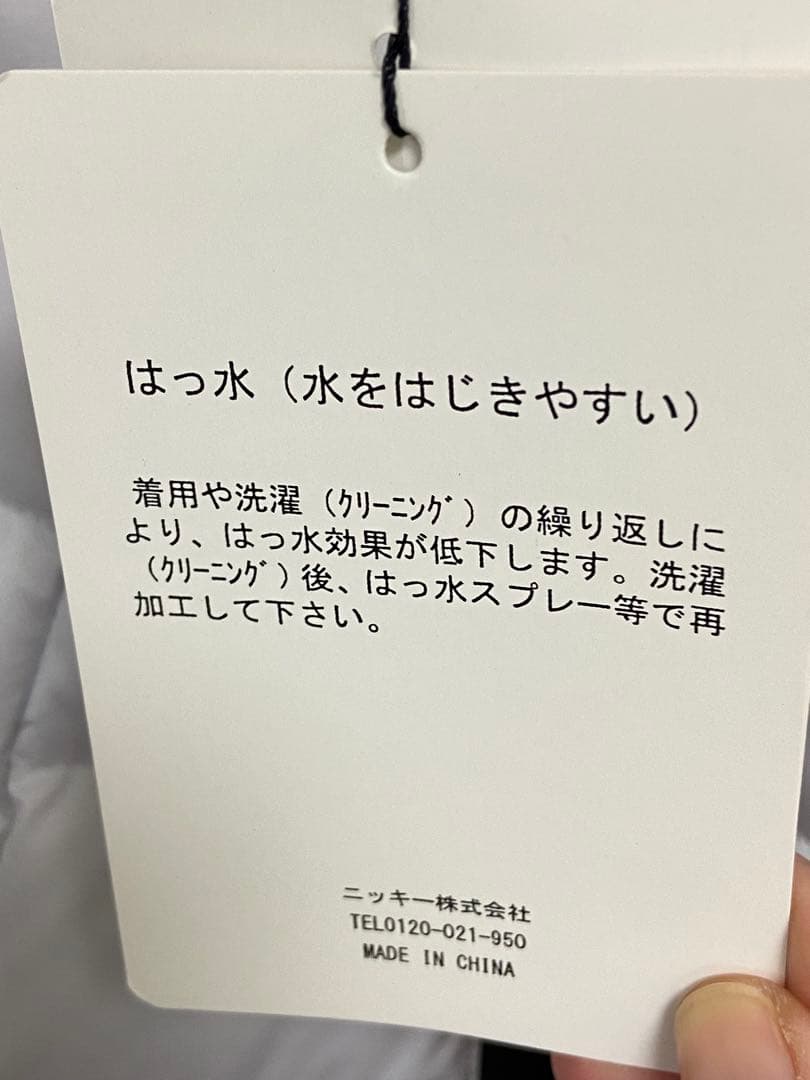 はっ水（水をはじきやすい）
着用や洗濯（ｸﾘｰﾆﾝｸﾞ）の繰り返しに
より、はっ水効果が低下します。洗濯
（ｸﾘｰﾆﾝｸﾞ）後、はっ水スプレー等で再
加工して下さい。
ニッキー株式会社
TEL0120-021-950
MADE IN CHINA